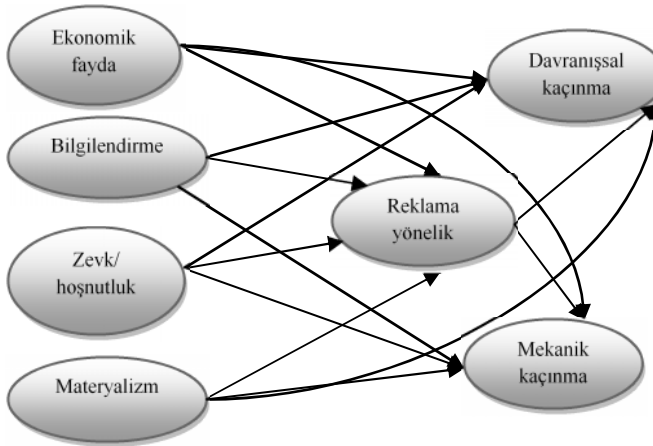 Ekonomik
fayda
Bilgilendirme
Zevk/
hoşnutluk
Materyalizm
Reklama
yönelik
Davranışsal
kaçınma
Mekanik
kaçınma